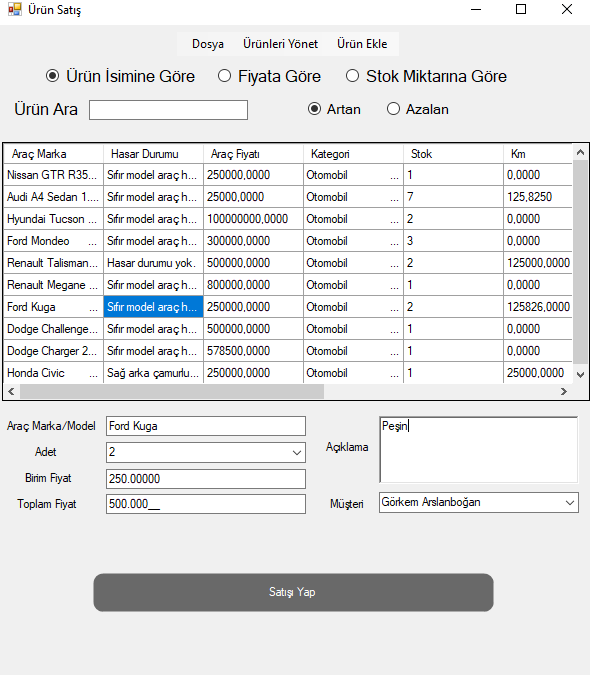 Ürün Satış
Dosya Ürünleri Yönet Ürün Ekle
Ürün İsimine Göre Fiyata Göre Stok Miktarına Göre
Ürün Ara Artan Azalan
Araç Marka Hasar Durumu Araç Fiyatı Kategori Stok Km
Nissan GTR R35... Sıfır model araç h... 250000,0000 Otomobil ... 1 0,0000
Audi A4 Sedan 1.... Sıfır model araç h... 25000,0000 Otomobil ... 7 125,8250
Hyundai Tucson ... Sıfır model araç h... 100000000,0000 Otomobil ... 2 0,0000
Ford Mondeo ... Sıfır model araç h... 300000,0000 Otomobil ... 3 0,0000
Renault Talisman... Hasar durumu yok. 500000,0000 Otomobil ... 2 125000,0000
Renault Megane ... Sıfır model araç h... 800000,0000 Otomobil ... 1 0,0000
Ford Kuga ... Sıfır model araç h... 250000,0000 Otomobil ... 2 125826,0000
Dodge Challenge... Sıfır model araç h... 500000,0000 Otomobil ... 1 0,0000
Dodge Charger 2... Sıfır model araç h... 578500,0000 Otomobil ... 1 0,0000
Honda Civic ... Sağ arka çamurlu... 250000,0000 Otomobil ... 1 25000,0000
Araç Marka/Model Ford Kuga
Adet 2
Birim Fiyat 250.00000
Toplam Fiyat 500.000__
Açıklama Peşin
Müşteri Görkem Arslanboğan
Satışı Yap